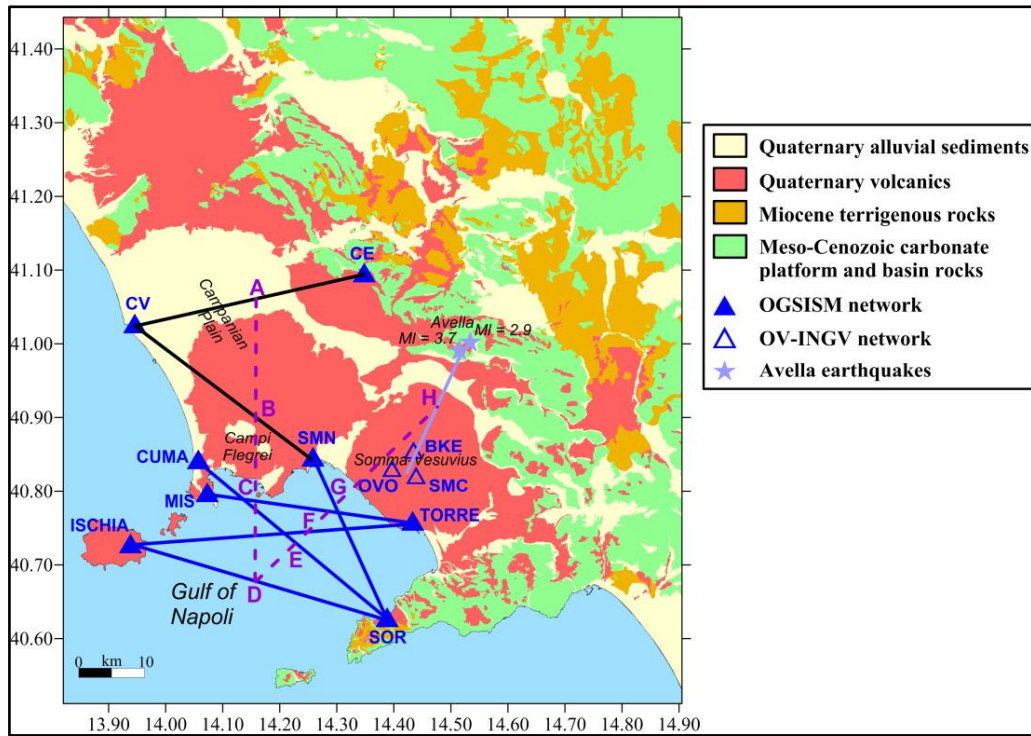 41.40
41.30
41.20
41.10
41.00
40.90
40.80
40.70
40.60
13.90 14.00 14.10 14.20 14.30 14.40 14.50 14.60 14.70 14.80 14.90
CE
A
CV
Campanian
Plain
Avella
Ml = 3.7
Ml = 2.9
H
B
SMN
Campi
Flegrei
CUMA
BKE
Somma-Vesuvius
OVO
SMC
C
G
MIS
TORRE
F
ISCHIA
E
D
Gulf of
Napoli
SOR
0 km 10
Quaternary alluvial sediments
Quaternary volcanics
Miocene terrigenous rocks
Meso-Cenozoic carbonate
platform and basin rocks
OGSISM network
OV-INGV network
Avella earthquakes